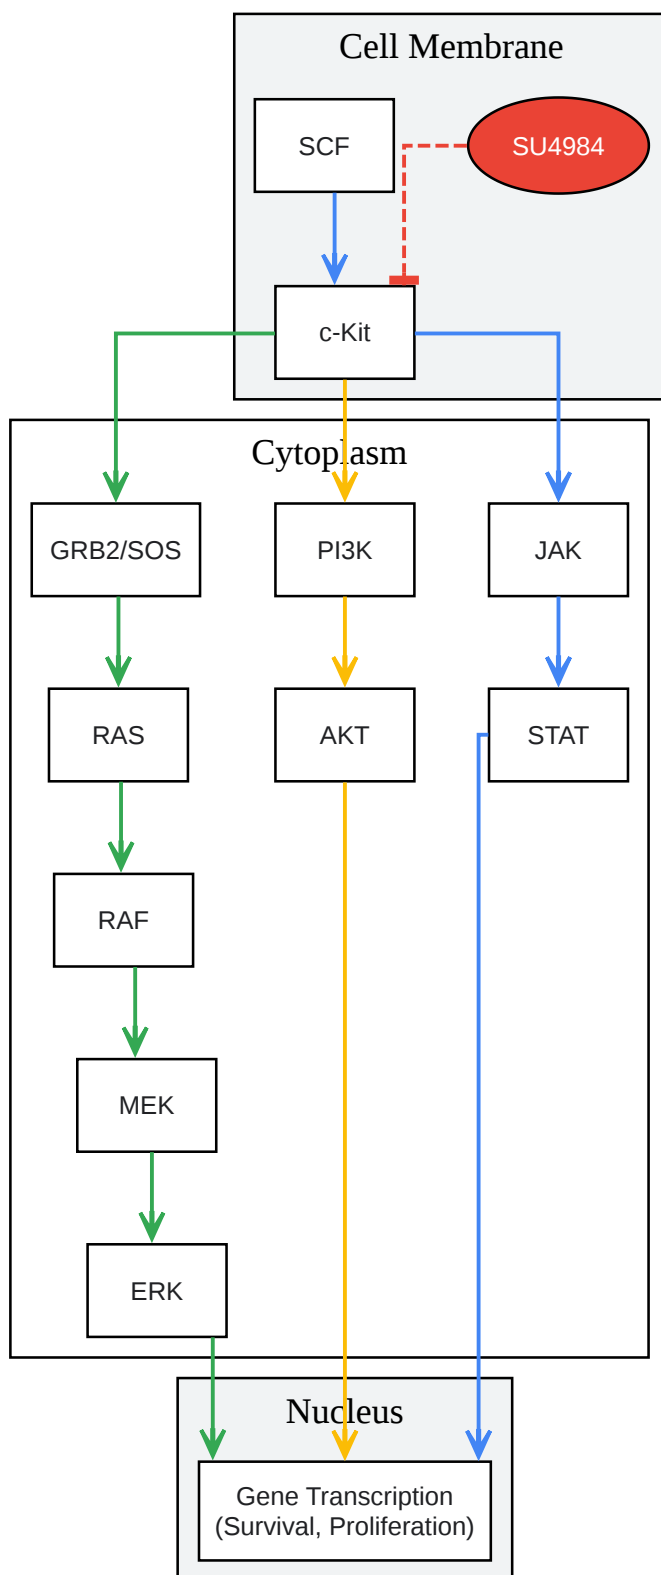 Cell Membrane
SCF
SU4984
c-Kit
Cytoplasm
GRB2/SOS
PI3K
JAK
RAS
AKT
STAT
RAF
MEK
ERK
Nucleus
Gene Transcription
(Survival, Proliferation)